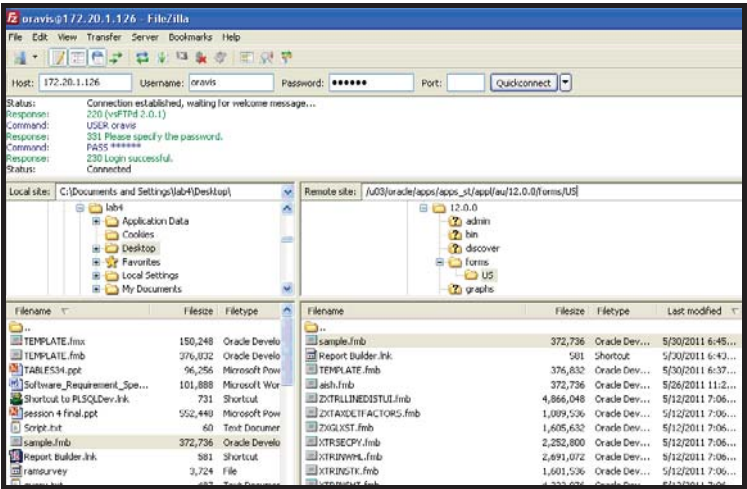 oravis@172.20.1.126 - FileZilla
File Edit View Transfer Server Bookmarks Help
Host: 172.20.1.126 Username: oravis Password: ●●●●●● Port: Quickconnect
Status: Connection established, waiting for welcome message...
Response: 220 (vsFTPd 2.0.1)
Command: USER oravis
Response: 331 Please specify the password.
Command: PASS ******
Response: 230 Login successful.
Status: Connected
Local site: C:\Documents and Settings\lab4\Desktop\
lab4
Application Data
Cookies
Desktop
Favorites
Local Settings
My Documents
Remote site: /u03/oracle/apps/apps_st/appl/au/12.0.0/forms/US
12.0.0
admin
bin
discover
forms
US
graphs
Filename Filesize Filetype
..
TEMPLATE.fmx 150,248 Oracle Develo
TEMPLATE.fmb 376,832 Oracle Develo
TABLES34.ppt 96,256 Microsoft Pow
Software_Requirement_Spe... 101,888 Microsoft Wor
Shortcut to PLSQLDev.lnk 731 Shortcut
session 4 final.ppt 552,448 Microsoft Pow
Script.txt 60 Text Documer
sample.fmb 372,736 Oracle Develo
Report Builder.lnk 581 Shortcut
ramsurvey 3,724 File
Filename Filesize Filetype Last modified
..
sample.fmb 372,736 Oracle Dev... 5/30/2011 6:45...
Report Builder.lnk 581 Shortcut 5/30/2011 6:43...
TEMPLATE.fmb 376,832 Oracle Dev... 5/30/2011 6:37...
aish.fmb 372,736 Oracle Dev... 5/26/2011 11:2...
ZXTRLLINEDISTUI.fmb 4,866,048 Oracle Dev... 5/12/2011 7:06...
ZXTAXDETFACTORS.fmb 1,089,536 Oracle Dev... 5/12/2011 7:06...
ZXGLXST.fmb 1,605,632 Oracle Dev... 5/12/2011 7:06...
XTRSECPY.fmb 2,252,800 Oracle Dev... 5/12/2011 7:06...
XTRINWHL.fmb 2,691,072 Oracle Dev... 5/12/2011 7:06...
XTRINSTK.fmb 1,601,536 Oracle Dev... 5/12/2011 7:06...